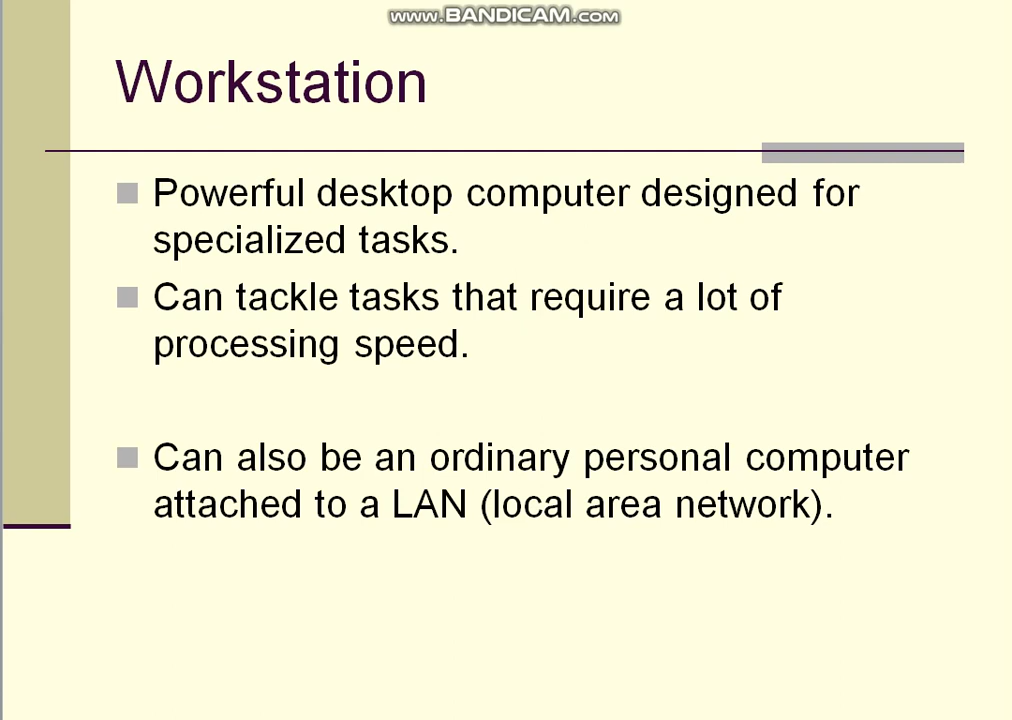 www.BANDICAM.com
Workstation
Powerful desktop computer designed for
specialized tasks.
Can tackle tasks that require a lot of
processing speed.
Can also be an ordinary personal computer
attached to a LAN (local area network).